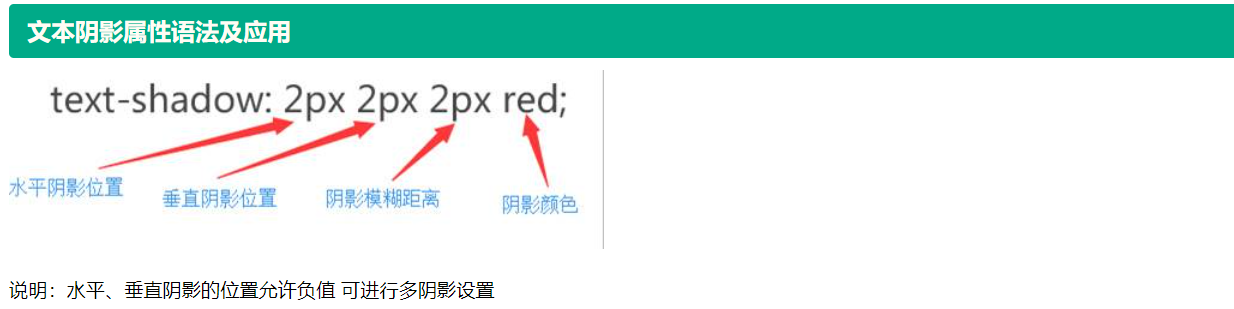 文本阴影属性语法及应用
text-shadow: 2px 2px 2px red;
水平阴影位置 垂直阴影位置 阴影模糊距离 阴影颜色
说明：水平、垂直阴影的位置允许负值 可进行多阴影设置